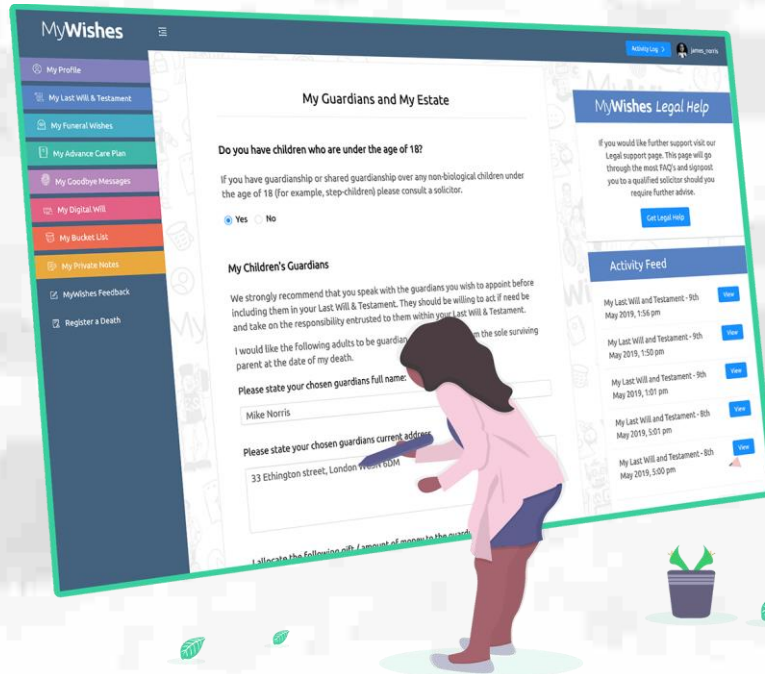 MyWishes
Activity Log >
james_norris
My Profile
My Last Will & Testament
My Funeral Wishes
My Advance Care Plan
My Goodbye Messages
My Digital Will
My Bucket List
My Private Notes
MyWishes Feedback
Register a Death
My Guardians and My Estate
Do you have children who are under the age of 18?
If you have guardianship or shared guardianship over any non-biological children under
the age of 18 (for example, step-children) please consult a solicitor.
Yes No
My Children's Guardians
We strongly recommend that you speak with the guardians you wish to appoint before
including them in your Last Will & Testament. They should be willing to act if need be
and take on the responsibility entrusted to them within your Last Will & Testament.
I would like the following adults to be guardian the sole surviving
parent at the date of my death.
Please state your chosen guardians full name:
Mike Norris
Please state your chosen guardians current address
33 Ethington street, London 6DM
I allocate the following gift / amount of money to the
MyWishes Legal Help
If you would like further support visit our
Legal support page. This page will go
through the most FAQ's and signpost
you to a qualified solicitor should you
require further advise.
Get Legal Help
Activity Feed
My Last Will and Testament - 9th
May 2019, 1:56 pm
View
My Last Will and Testament - 9th
May 2019, 1:50 pm
View
My Last Will and Testament - 9th
May 2019, 1:01 pm
View
My Last Will and Testament - 8th
May 2019, 5:01 pm
View
My Last Will and Testament - 8th
May 2019, 5:00 pm
View